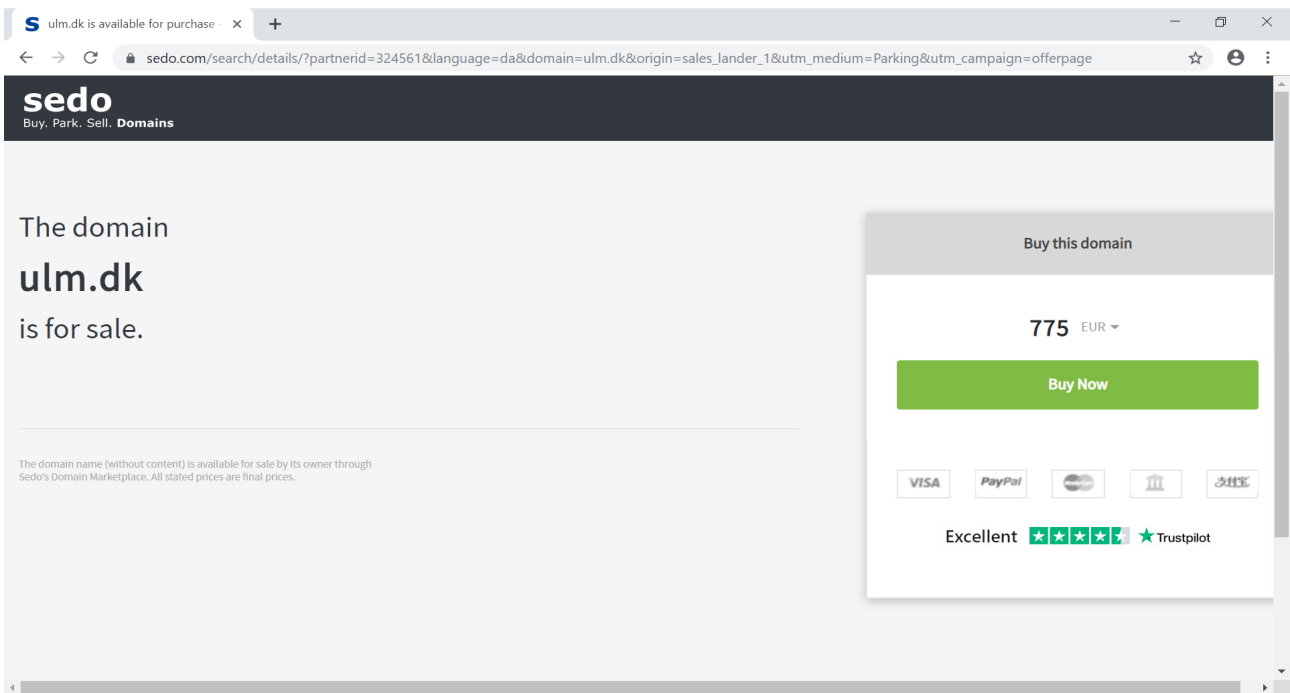 ulm.dk is available for purchase -
sedo.com/search/details/?partnerid=324561&language=da&domain=ulm.dk&origin=sales_lander_1&utm_medium=Parking&utm_campaign=offerpage
sedo
Buy. Park. Sell. Domains
The domain
ulm.dk
is for sale.
The domain name (without content) is available for sale by its owner through
Sedo's Domain Marketplace. All stated prices are final prices.
Buy this domain
775 EUR
Buy Now
VISA PayPal 支付宝
Excellent Trustpilot